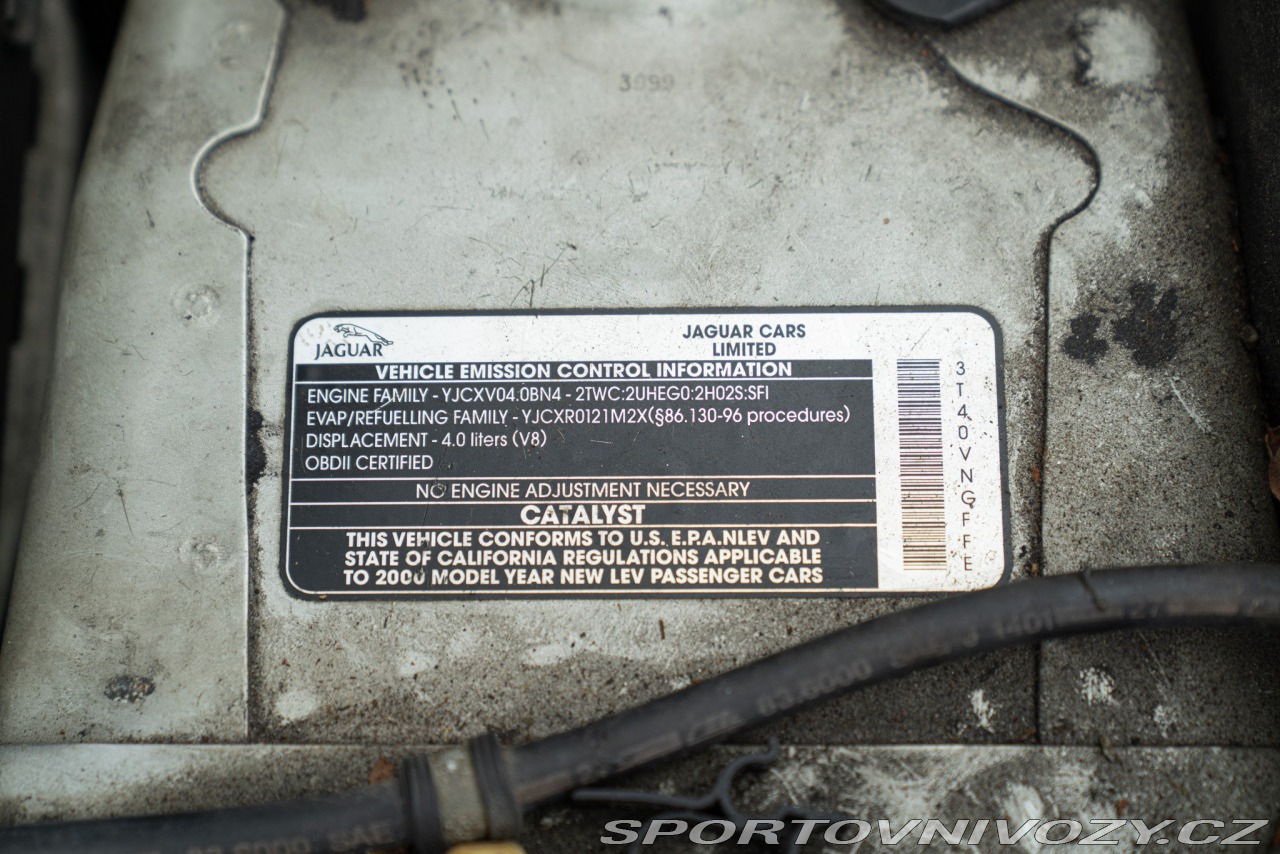 3099
JAGUAR
JAGUAR CARS
LIMITED
VEHICLE EMISSION CONTROL INFORMATION
ENGINE FAMILY - YJCXV04.0BN4 - 2TWC:2UHEG0:2H02S:SFI
EVAP/REFUELLING FAMILY - YJCXR0121M2X(§86.130-96 procedures)
DISPLACEMENT - 4.0 liters (V8)
OBDII CERTIFIED
NO ENGINE ADJUSTMENT NECESSARY
CATALYST
THIS VEHICLE CONFORMS TO U.S. E.P.A.NLEV AND
STATE OF CALIFORNIA REGULATIONS APPLICABLE
TO 2000 MODEL YEAR NEW LEV PASSENGER CARS
3T40VNGFFE
SPORTOVNIVOZY.CZ